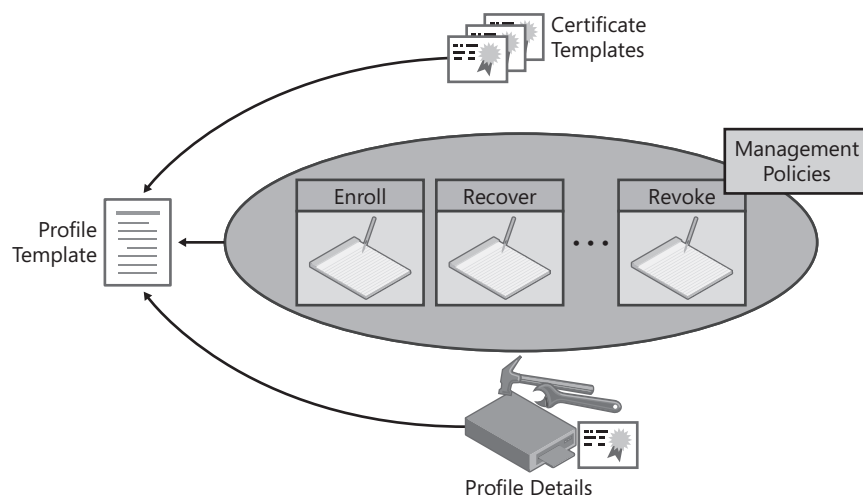 Certificate
Templates
Management
Policies
Enroll
Recover
Revoke
...
Profile
Template
Profile Details